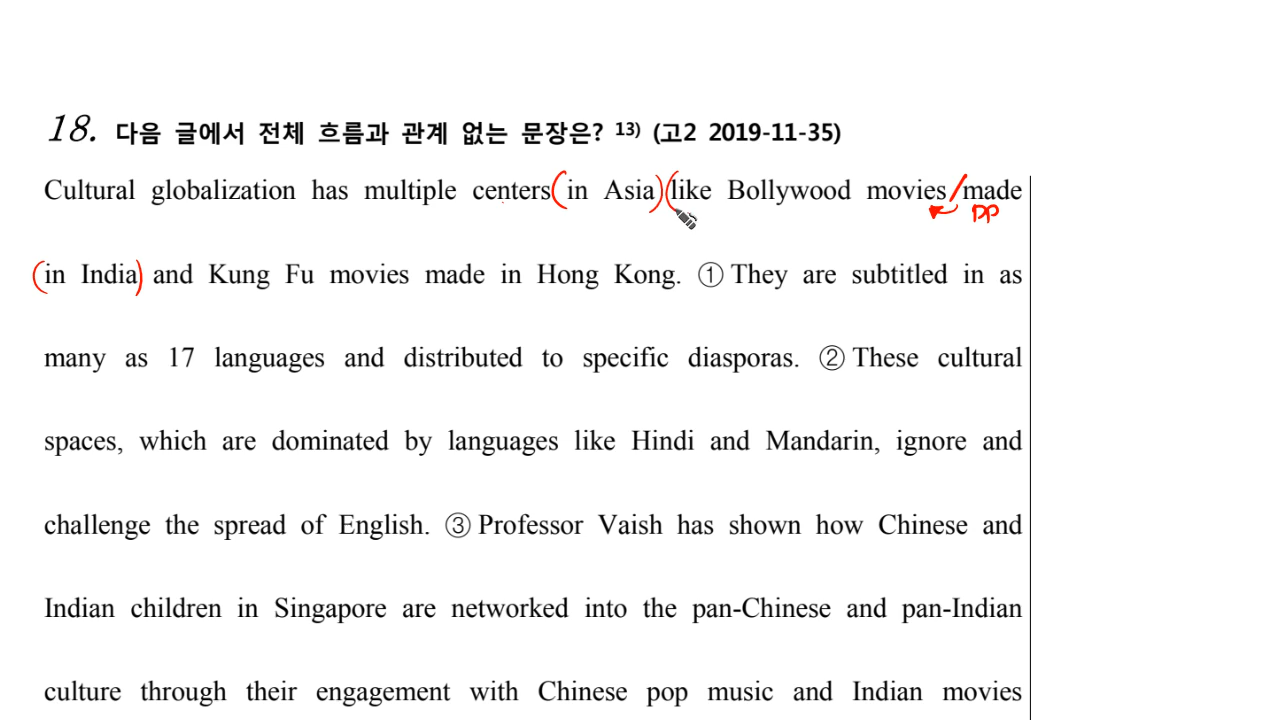 18. 다음 글에서 전체 흐름과 관계 없는 문장은? 13) (고2 2019-11-35)
Cultural globalization has multiple centers (in Asia) (like Bollywood movies / made
pp
(in India) and Kung Fu movies made in Hong Kong. ① They are subtitled in as
many as 17 languages and distributed to specific diasporas. ② These cultural
spaces, which are dominated by languages like Hindi and Mandarin, ignore and
challenge the spread of English. ③ Professor Vaish has shown how Chinese and
Indian children in Singapore are networked into the pan-Chinese and pan-Indian
culture through their engagement with Chinese pop music and Indian movies